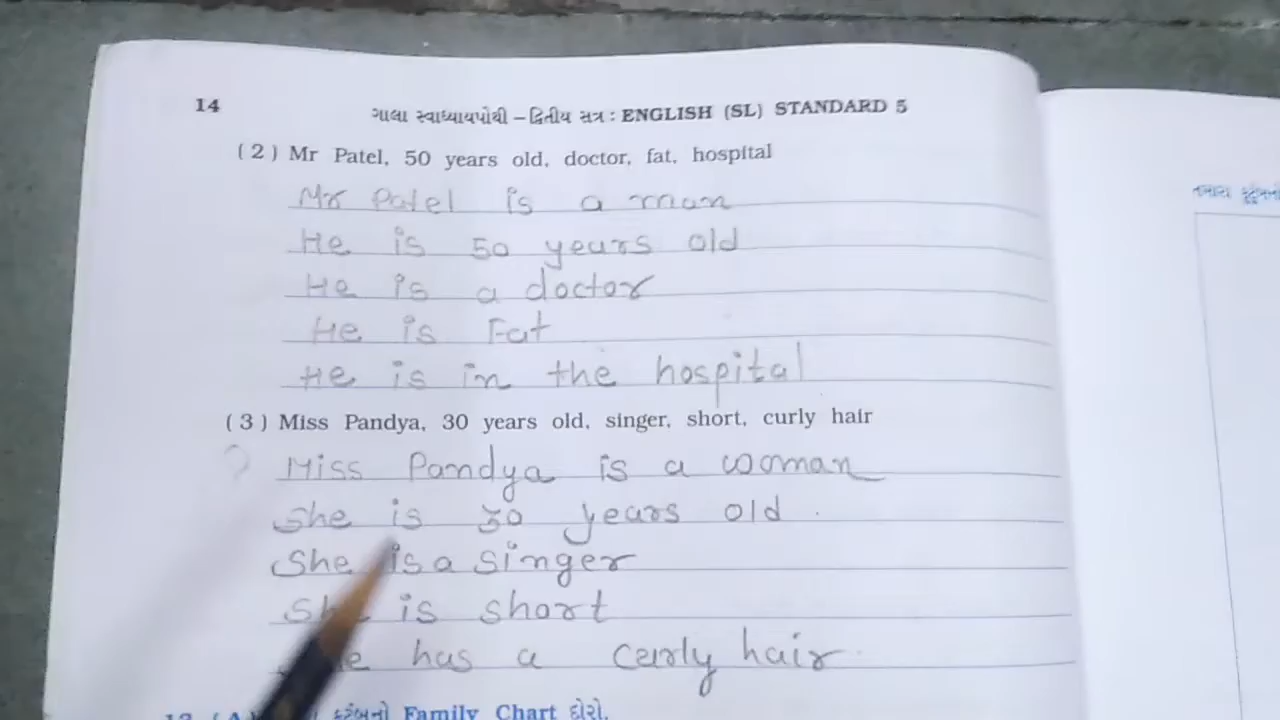 14
ગાલા સ્વાધ્યાયપોથી – દ્વિતીય સત્ર : ENGLISH (SL) STANDARD 5
(2) Mr Patel, 50 years old, doctor, fat, hospital
Mr Patel is a man
He is 50 years old
He is a doctor
He is Fat
He is in the hospital
(3) Miss Pandya, 30 years old, singer, short, curly hair
Miss Pandya is a woman
She is 30 years old .
She is a singer
She is short
has a curly hair
Family Chart દોરો.